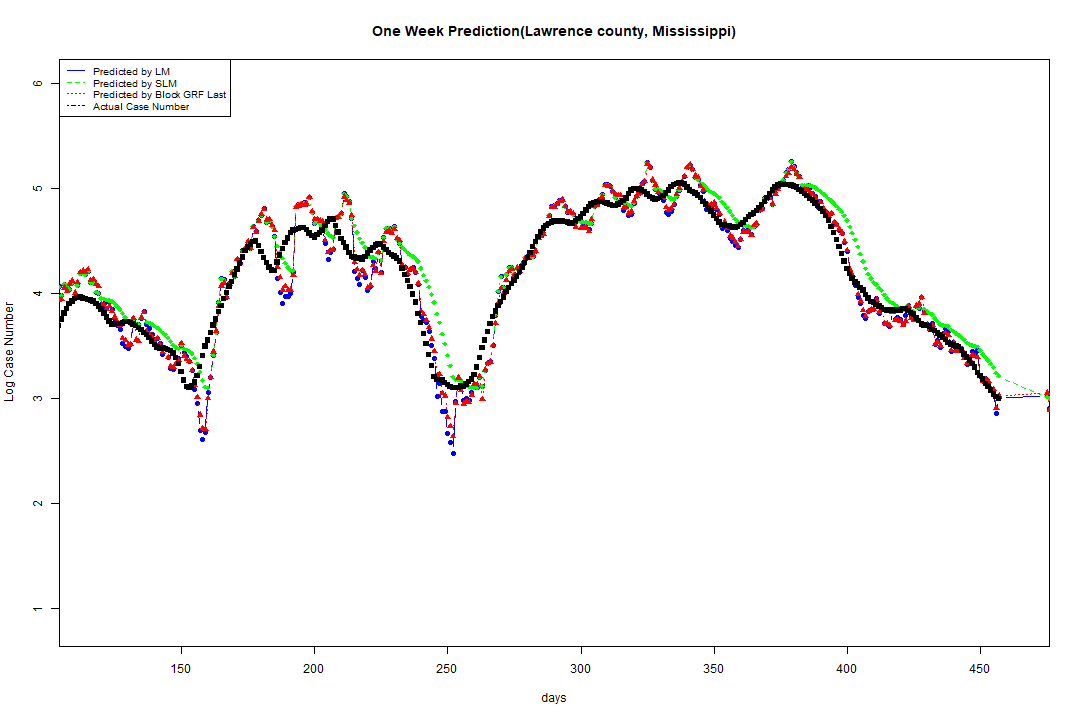 One Week Prediction(Lawrence county, Mississippi)
Predicted by LM
Predicted by SLM
Predicted by Block GRF Last
Actual Case Number
6
5
4
3
2
1
Log Case Number
150 200 250 300 350 400 450
days